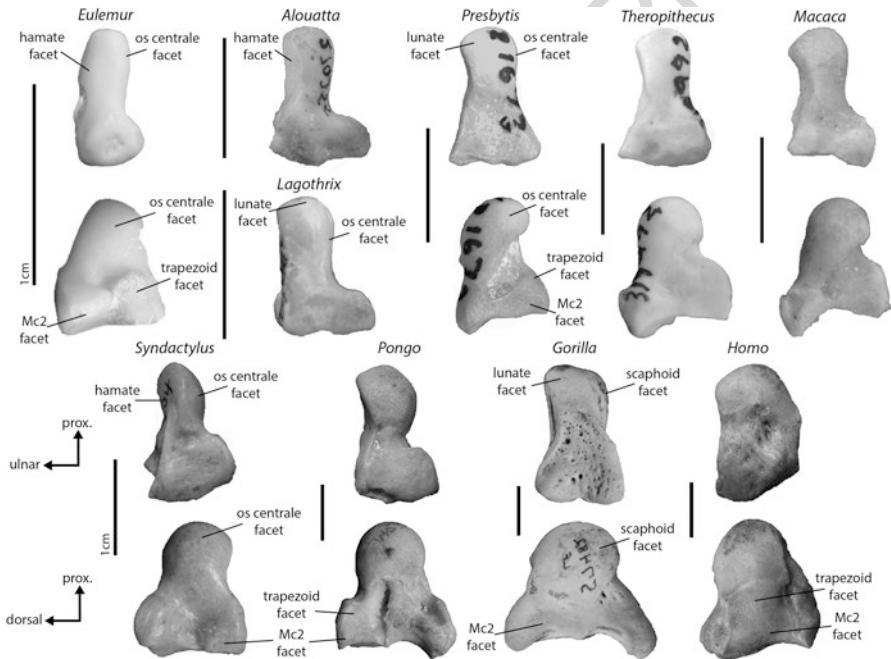 Eulemur
Alouatta
Presbytis
Theropithecus
Macaca
hamate
facet
os centrale
facet
hamate
facet
lunate
facet
os centrale
facet
Lagothrix
lunate
facet
os centrale
facet
os centrale
facet
os centrale
facet
trapezoid
facet
trapezoid
facet
Mc2
facet
Mc2
facet
1cm
Syndactylus
Pongo
Gorilla
Homo
hamate
facet
os centrale
facet
lunate
facet
scaphoid
facet
prox.
ulnar
1cm
os centrale
facet
scaphoid
facet
prox.
dorsal
trapezoid
facet
Mc2
facet
Mc2
facet
trapezoid
facet
Mc2
facet